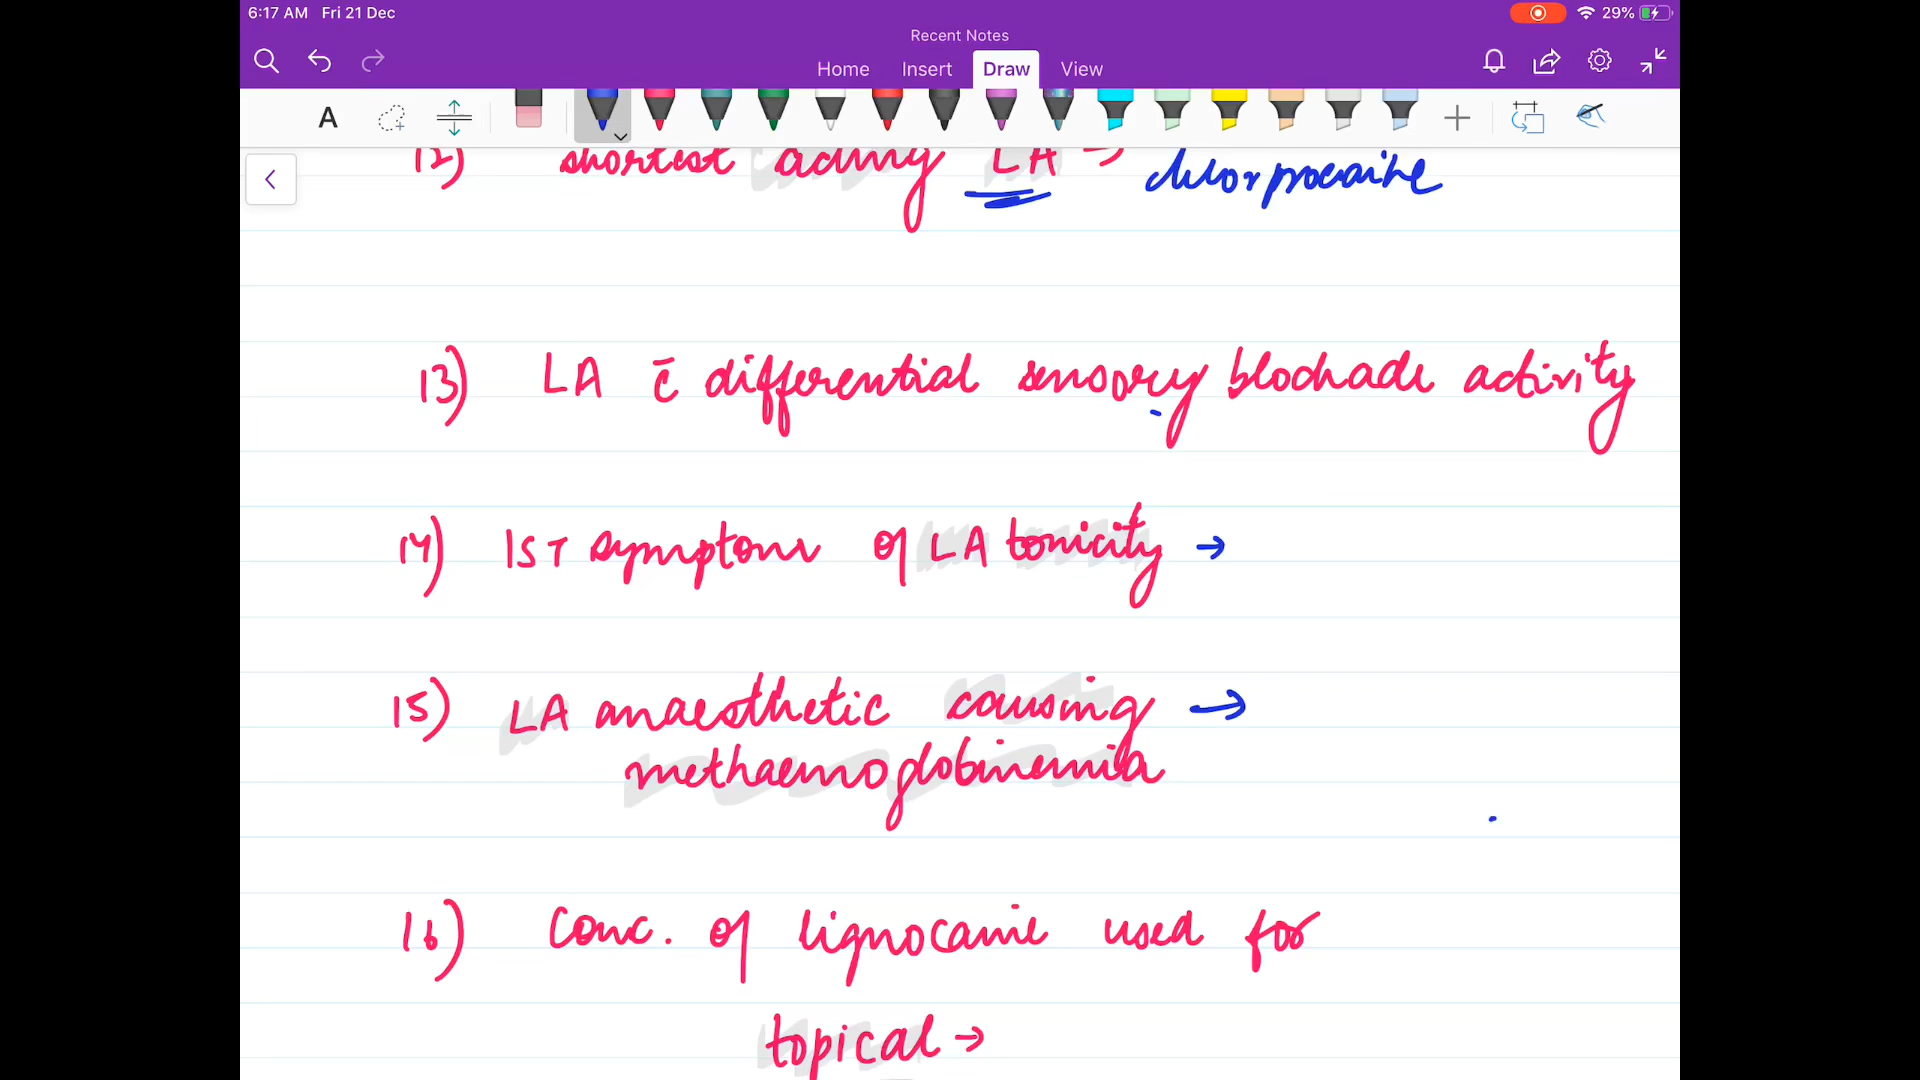 6:17 AM Fri 21 Dec
29%
Recent Notes
Home Insert Draw View
A
12) shortest acting LA → chlorprocaine
13) LA c̄ differential sensory blockade activity
14) IST symptom of LA toxicity →
15) LA anaesthetic causing →
methaemoglobinemia
16) Conc. of lignocaine used for
topical →